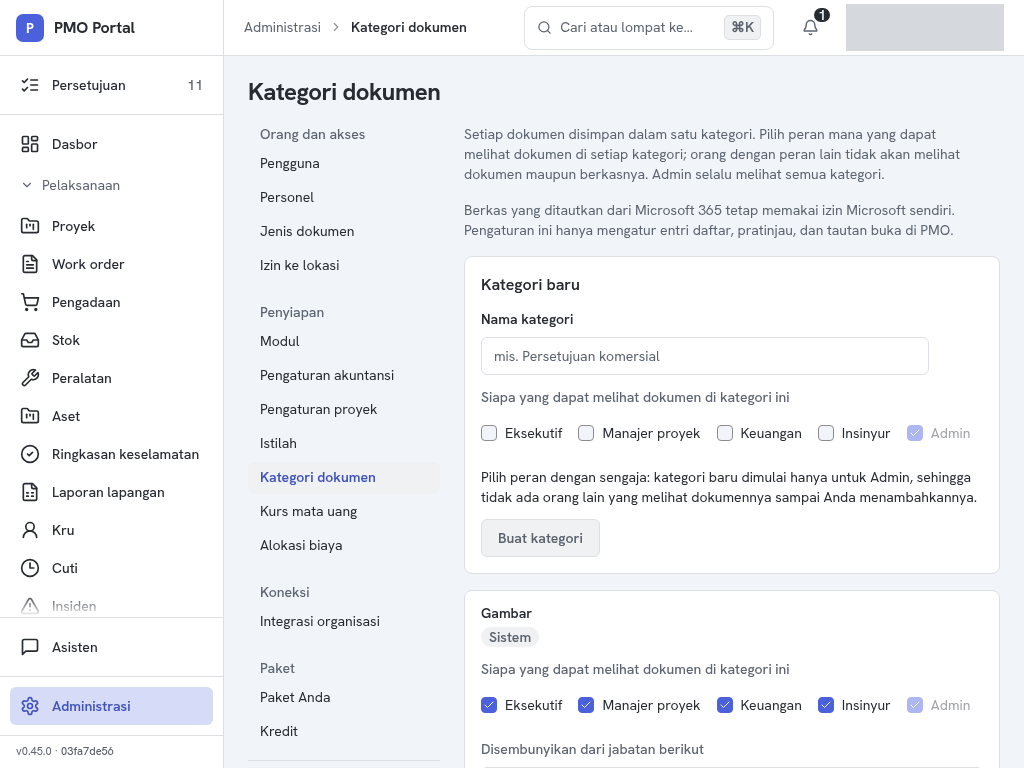 P PMO Portal
Persetujuan 11
Dasbor
Pelaksanaan
Proyek
Work order
Pengadaan
Stok
Peralatan
Aset
Ringkasan keselamatan
Laporan lapangan
Kru
Cuti
Insiden
Asisten
Administrasi
v0.45.0 · 03fa7de56
Administrasi > Kategori dokumen
Cari atau lompat ke… ⌘K
1
Kategori dokumen
Orang dan akses
Pengguna
Personel
Jenis dokumen
Izin ke lokasi
Penyiapan
Modul
Pengaturan akuntansi
Pengaturan proyek
Istilah
Kategori dokumen
Kurs mata uang
Alokasi biaya
Koneksi
Integrasi organisasi
Paket
Paket Anda
Kredit
Setiap dokumen disimpan dalam satu kategori. Pilih peran mana yang dapat
melihat dokumen di setiap kategori; orang dengan peran lain tidak akan melihat
dokumen maupun berkasnya. Admin selalu melihat semua kategori.
Berkas yang ditautkan dari Microsoft 365 tetap memakai izin Microsoft sendiri.
Pengaturan ini hanya mengatur entri daftar, pratinjau, dan tautan buka di PMO.
Kategori baru
Nama kategori
mis. Persetujuan komersial
Siapa yang dapat melihat dokumen di kategori ini
Eksekutif Manajer proyek Keuangan Insinyur Admin
Pilih peran dengan sengaja: kategori baru dimulai hanya untuk Admin, sehingga
tidak ada orang lain yang melihat dokumennya sampai Anda menambahkannya.
Buat kategori
Gambar
Sistem
Siapa yang dapat melihat dokumen di kategori ini
Eksekutif Manajer proyek Keuangan Insinyur Admin
Disembunyikan dari jabatan berikut